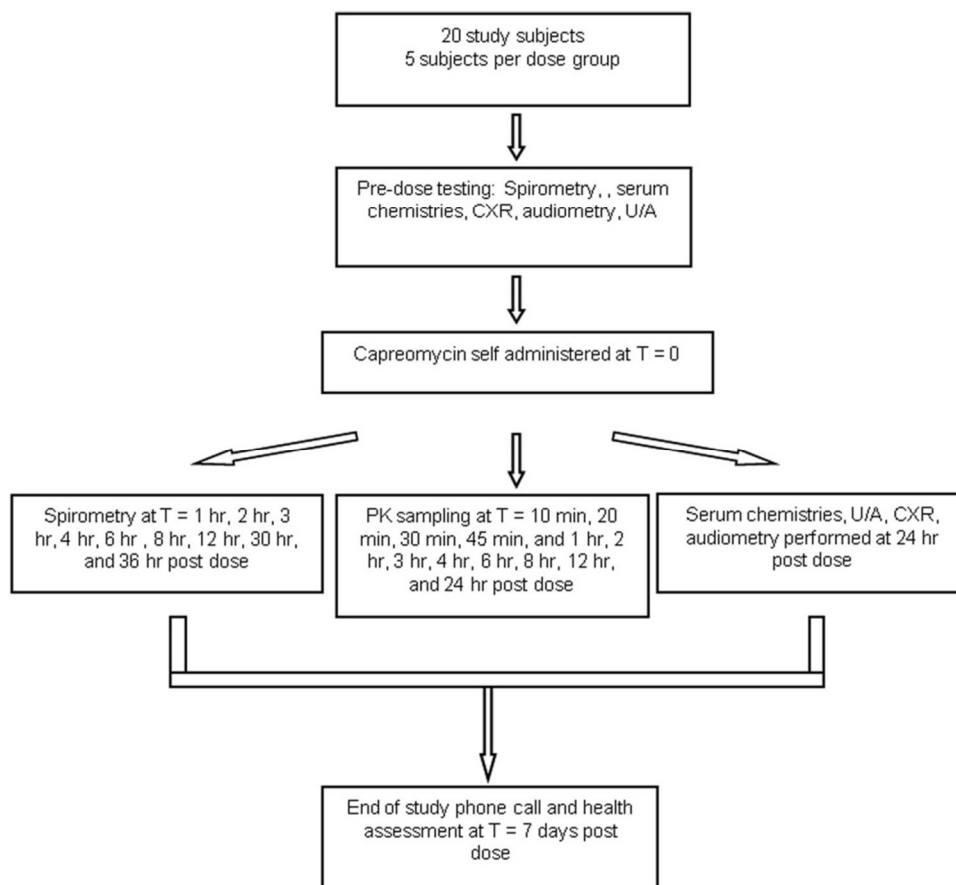 20 study subjects
5 subjects per dose group
Pre-dose testing: Spirometry, , serum
chemistries, CXR, audiometry, U/A
Capreomycin self administered at T = 0
Spirometry at T = 1 hr, 2 hr, 3
hr, 4 hr, 6 hr , 8 hr, 12 hr, 30 hr,
and 36 hr post dose
PK sampling at T = 10 min, 20
min, 30 min, 45 min, and 1 hr, 2
hr, 3 hr, 4 hr, 6 hr, 8 hr, 12 hr,
and 24 hr post dose
Serum chemistries, U/A, CXR,
audiometry performed at 24 hr
post dose
End of study phone call and health
assessment at T = 7 days post
dose